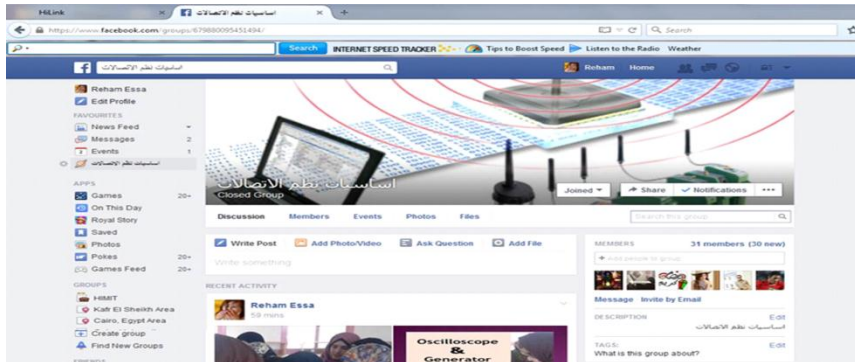 HiLink
اساسيات نظم الاتصالات
https://www.facebook.com/groups/679880095451494/
Search
Search
INTERNET SPEED TRACKER
Tips to Boost Speed
Listen to the Radio
Weather
اساسيات نظم الاتصالات
Reham
Home
Reham Essa
Edit Profile
FAVOURITES
News Feed
Messages 2
Events 1
اساسيات نظم الاتصالات
APPS
Games 20+
On This Day
Royal Story
Saved
Photos
Pokes 20+
Games Feed 20+
GROUPS
HIMIT
Kafr El Sheikh Area
Cairo, Egypt Area
Create group
Find New Groups
FRIENDS
اساسيات نظم الاتصالات
Closed Group
Joined
Share
Notifications
Discussion
Members
Events
Photos
Files
Search this group
Write Post
Add Photo/Video
Ask Question
Add File
Write something
RECENT ACTIVITY
Reham Essa
59 mins
Oscilloscope
&
Generator
MEMBERS
31 members (30 new)
+ Add people to group
Message
Invite by Email
DESCRIPTION
Edit
اساسيات نظم الاتصالات
TAGS:
Edit
What is this group about?